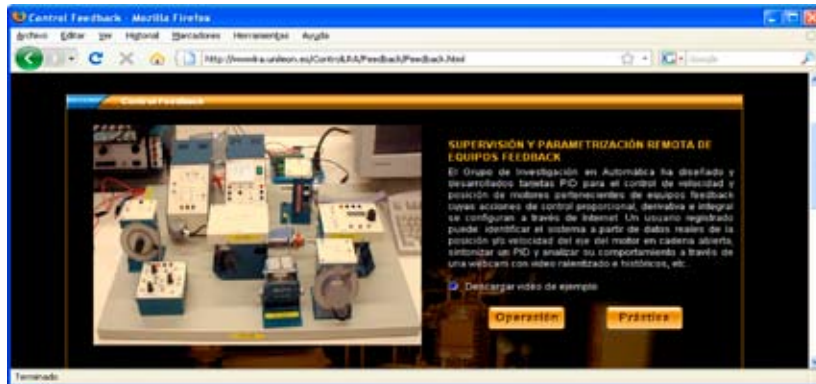 Control Feedback - Mozilla Firefox
Archivo Editar Ver Historial Marcadores Herramientas Ayuda
Control Feedback
SUPERVISIÓN Y PARAMETRIZACIÓN REMOTA DE
EQUIPOS FEEDBACK
El Grupo de Investigación en Automática ha diseñado y
desarrollados tarjetas PID para el control de velocidad y
posición de motores pertenecientes de equipos feedback
cuyas acciones de control proporcional, derivativa e integral
se configuran a través de Internet. Un usuario registrado
puede identificar el sistema a partir de datos reales de la
posición y/o velocidad del eje del motor en cadena abierta,
sintonizar un PID y analizar su comportamiento a través de
una webcam con video ralentizado e históricos, etc.
Descargar video de ejemplo
Operación Práctica
Terminado